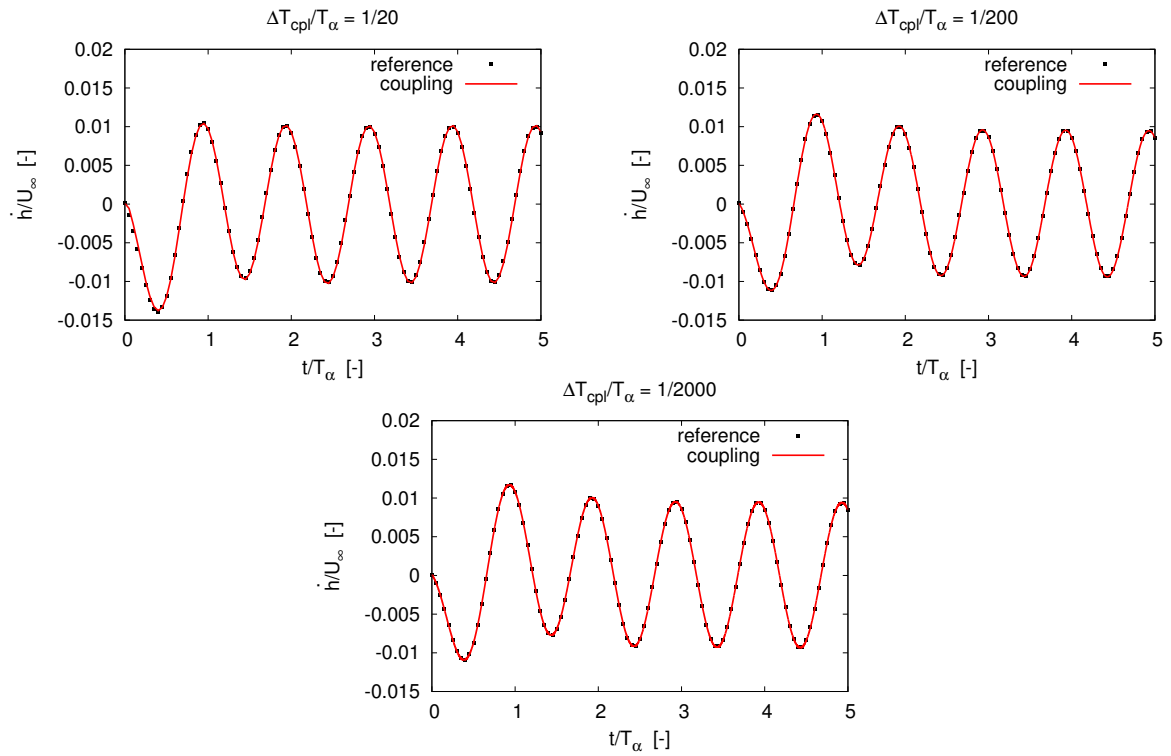 ΔT_cpl/T_α = 1/20
0.02
0.015
0.01
0.005
0
-0.005
-0.01
-0.015
ḣ/U_∞ [-]
reference
coupling
0 1 2 3 4 5
t/T_α [-]
ΔT_cpl/T_α = 1/200
0.02
0.015
0.01
0.005
0
-0.005
-0.01
-0.015
ḣ/U_∞ [-]
reference
coupling
0 1 2 3 4 5
t/T_α [-]
ΔT_cpl/T_α = 1/2000
0.02
0.015
0.01
0.005
0
-0.005
-0.01
-0.015
ḣ/U_∞ [-]
reference
coupling
0 1 2 3 4 5
t/T_α [-]